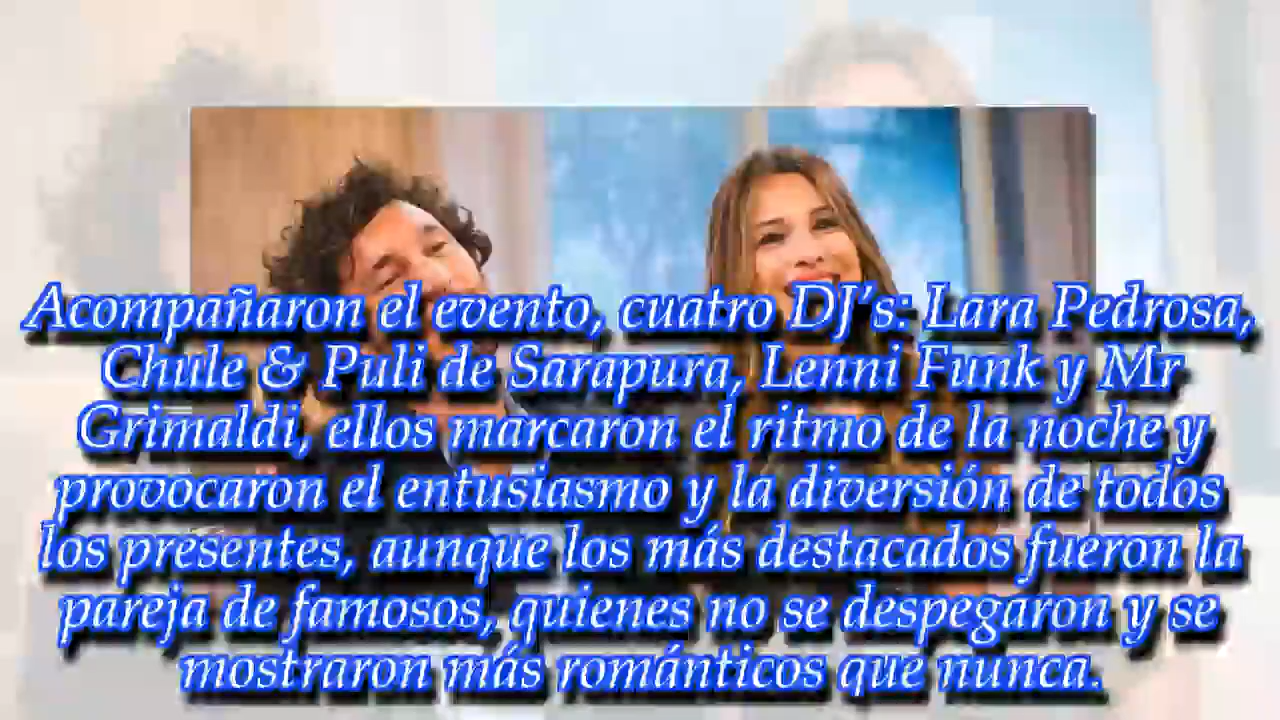 Acompañaron el evento, cuatro DJ's: Lara Pedrosa,
Chule & Puli de Sarapura, Lenni Funk y Mr
Grimaldi, ellos marcaron el ritmo de la noche y
provocaron el entusiasmo y la diversión de todos
los presentes, aunque los más destacados fueron la
pareja de famosos, quienes no se despegaron y se
mostraron más románticos que nunca.